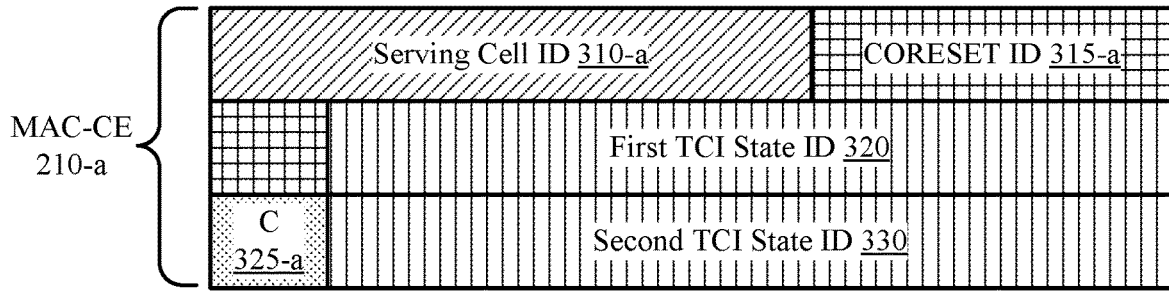 Serving Cell ID 310-a
CORESET ID 315-a
MAC-CE
210-a
First TCI State ID 320
C
325-a
Second TCI State ID 330